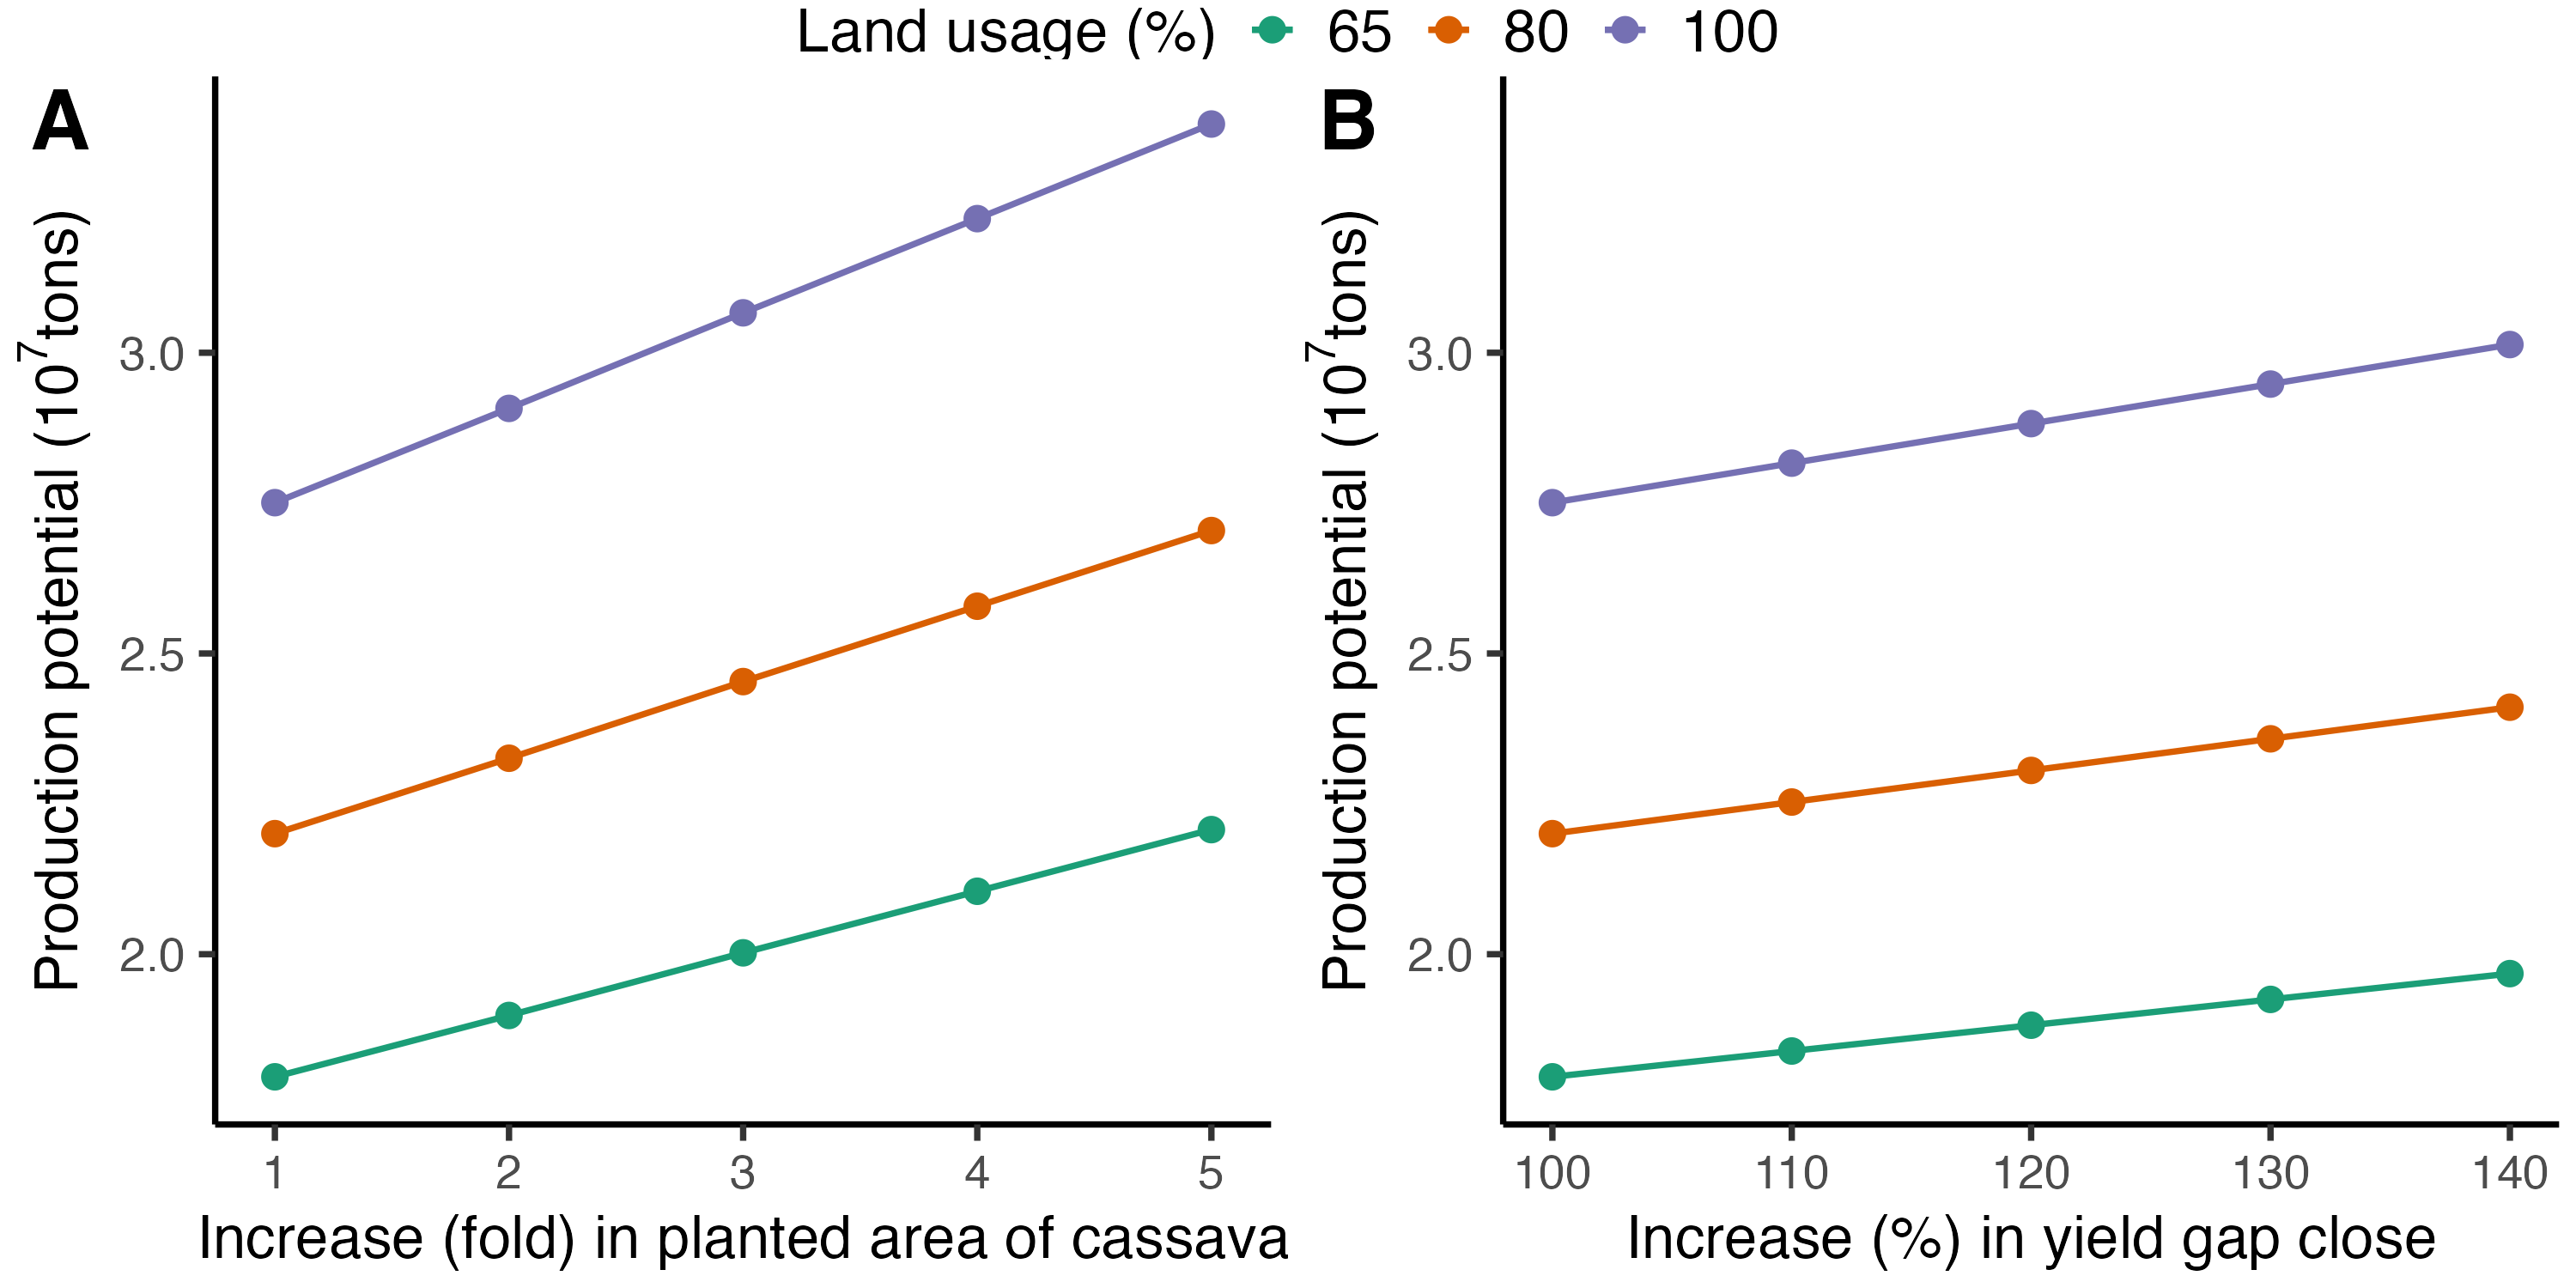 Land usage (%) 65 80 100
A
Production potential (10⁷tons)
3.0
2.5
2.0
1 2 3 4 5
Increase (fold) in planted area of cassava
B
Production potential (10⁷tons)
3.0
2.5
2.0
100 110 120 130 140
Increase (%) in yield gap close